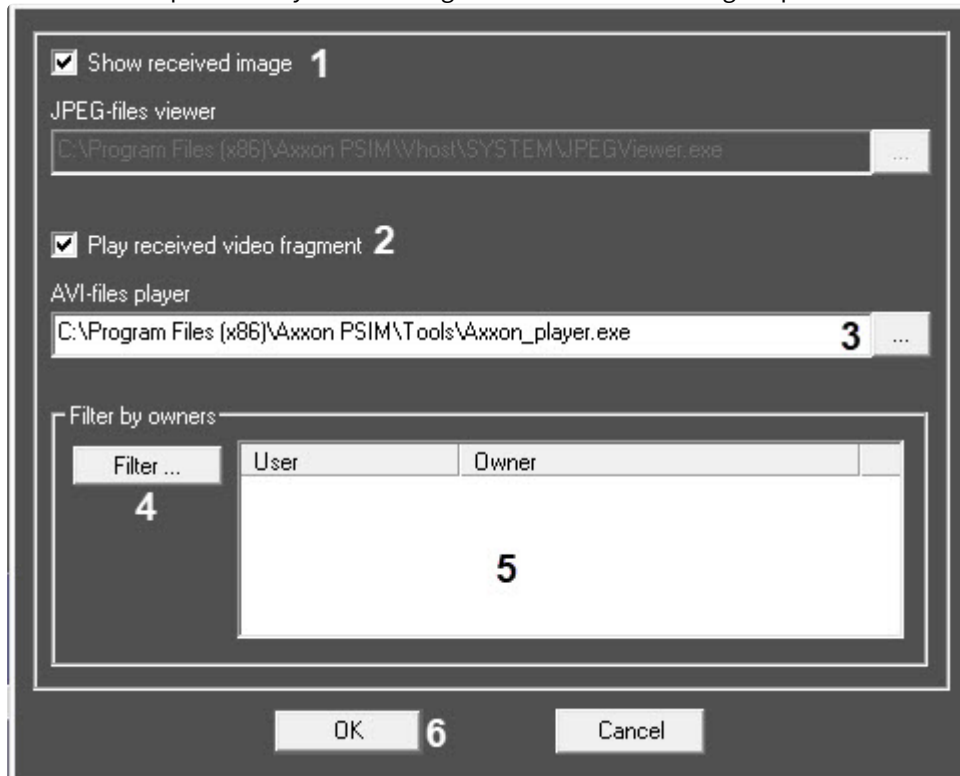 Show received image 1
JPEG-files viewer
C:\Program Files (x86)\Axxon PSIM\Vhost\SYSTEM\JPEGViewer.exe ...
Play received video fragment 2
AVI-files player
C:\Program Files (x86)\Axxon PSIM\Tools\Axxon_player.exe 3 ...
Filter by owners
Filter ... User Owner
4
5
OK 6 Cancel